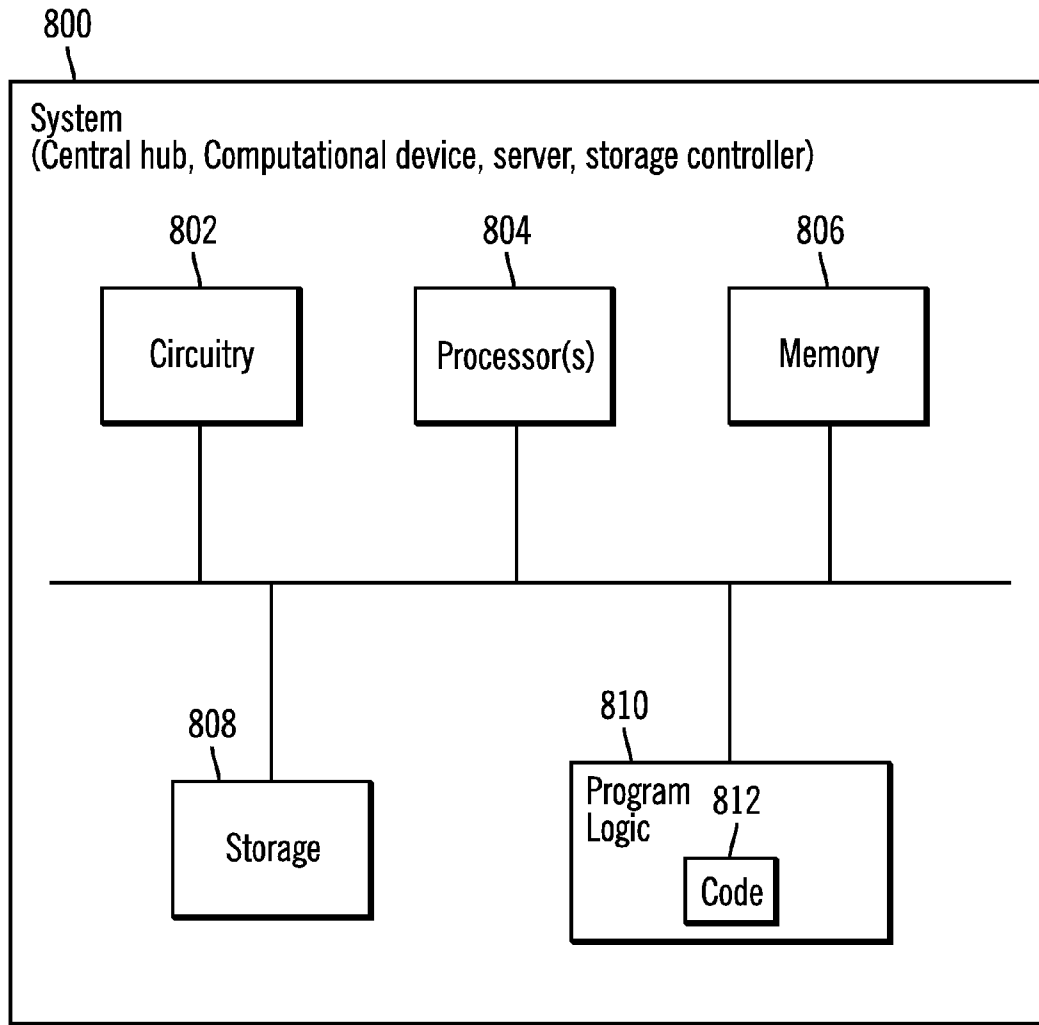 800
System
(Central hub, Computational device, server, storage controller)
802
804
806
Circuitry
Processor(s)
Memory
808
810
Storage
Program
Logic
812
Code